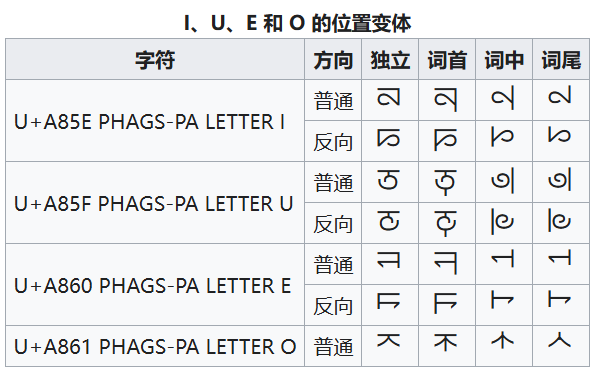 I、U、E 和 O 的位置变体
字符 方向 独立 词首 词中 词尾
U+A85E PHAGS-PA LETTER I
普通 ꡞ ꡞ ꡞ ꡞ
反向 ꡞ ꡞ ꡞ ꡞ
U+A85F PHAGS-PA LETTER U
普通 ꡟ ꡟ ꡟ ꡟ
反向 ꡟ ꡟ ꡟ ꡟ
U+A860 PHAGS-PA LETTER E
普通 ꡠ ꡠ ꡠ ꡠ
反向 ꡠ ꡠ ꡠ ꡠ
U+A861 PHAGS-PA LETTER O 普通 ꡡ ꡡ ꡡ ꡡ